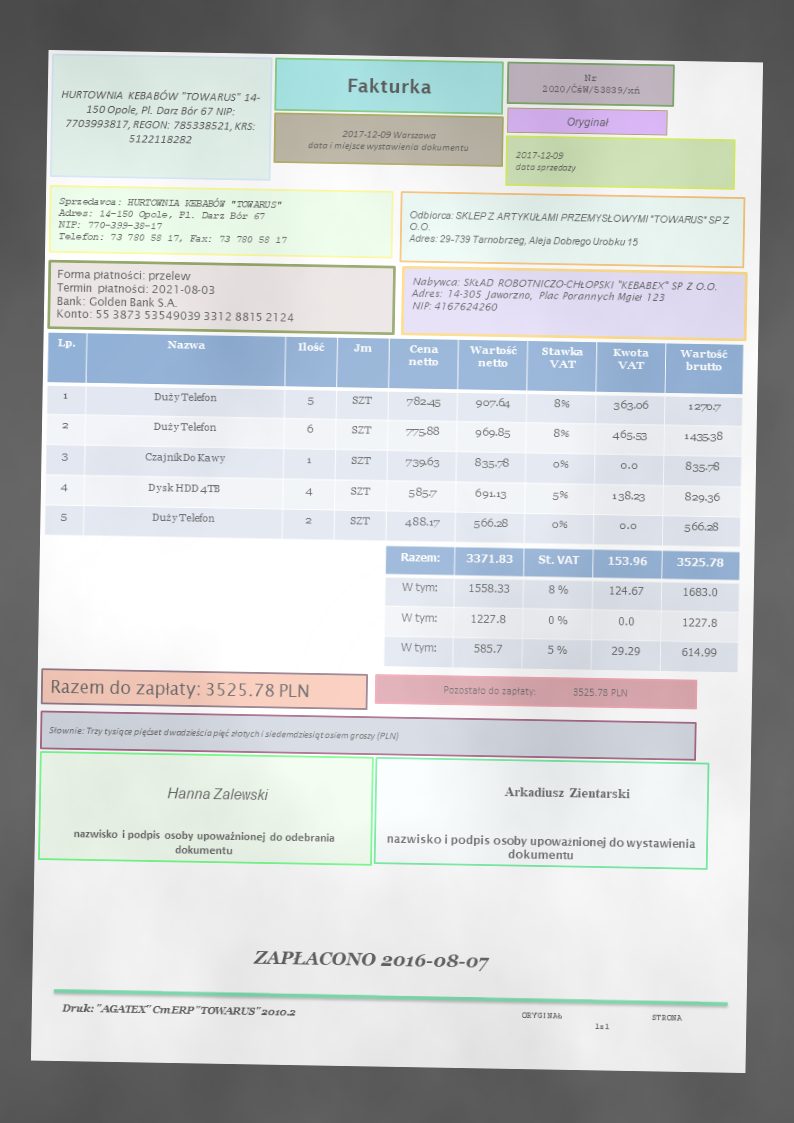 HURTOWNIA KEBABÓW "TOWARUS" 14-
150 Opole, Pl. Darz Bór 67 NIP:
7703993817, REGON: 785338521, KRS:
5122118282
Fakturka
2017-12-09 Warszawa
data i miejsce wystawienia dokumentu
Nr
2020/ĆśW/53839/xń
Oryginał
2017-12-09
data sprzedaży
Sprzedawca: HURTOWNIA KEBABÓW "TOWARUS"
Adres: 14-150 Opole, Pl. Darz Bór 67
NIP: 770-399-38-17
Telefon: 73 780 58 17, Fax: 73 780 58 17
Odbiorca: SKLEP Z ARTYKUŁAMI PRZEMYSŁOWYMI "TOWARUS" SP Z
O.O.
Adres: 29-739 Tarnobrzeg, Aleja Dobrego Urobku 15
Forma płatności: przelew
Termin płatności: 2021-08-03
Bank: Golden Bank S.A.
Konto: 55 3873 53549039 3312 8815 2124
Nabywca: SKŁAD ROBOTNICZO-CHŁOPSKI "KEBABEX" SP Z O.O.
Adres: 14-305 Jaworzno, Plac Porannych Mgieł 123
NIP: 4167624260
Lp. Nazwa Ilość Jm Cena netto Wartość netto Stawka VAT Kwota VAT Wartość brutto
1 Duży Telefon 5 SZT 782.45 907.64 8% 363.06 1270.7
2 Duży Telefon 6 SZT 775.88 969.85 8% 465.53 1435.38
3 Czajnik Do Kawy 1 SZT 739.63 835.78 0% 0.0 835.78
4 Dysk HDD 4TB 4 SZT 585.7 691.13 5% 138.23 829.36
5 Duży Telefon 2 SZT 488.17 566.28 0% 0.0 566.28
Razem: 3371.83 St. VAT 153.96 3525.78
W tym: 1558.33 8 % 124.67 1683.0
W tym: 1227.8 0 % 0.0 1227.8
W tym: 585.7 5 % 29.29 614.99
Razem do zapłaty: 3525.78 PLN
Pozostało do zapłaty: 3525.78 PLN
Słownie: Trzy tysiące pięćset dwadzieścia pięć złotych i siedemdziesiąt osiem groszy (PLN)
Hanna Zalewski
nazwisko i podpis osoby upoważnionej do odebrania
dokumentu
Arkadiusz Zientarski
nazwisko i podpis osoby upoważnionej do wystawienia
dokumentu
ZAPŁACONO 2016-08-07
Druk: "AGATEX" CmERP "TOWARUS" 2010.2
ORYGINAŁ
STRONA
1z1